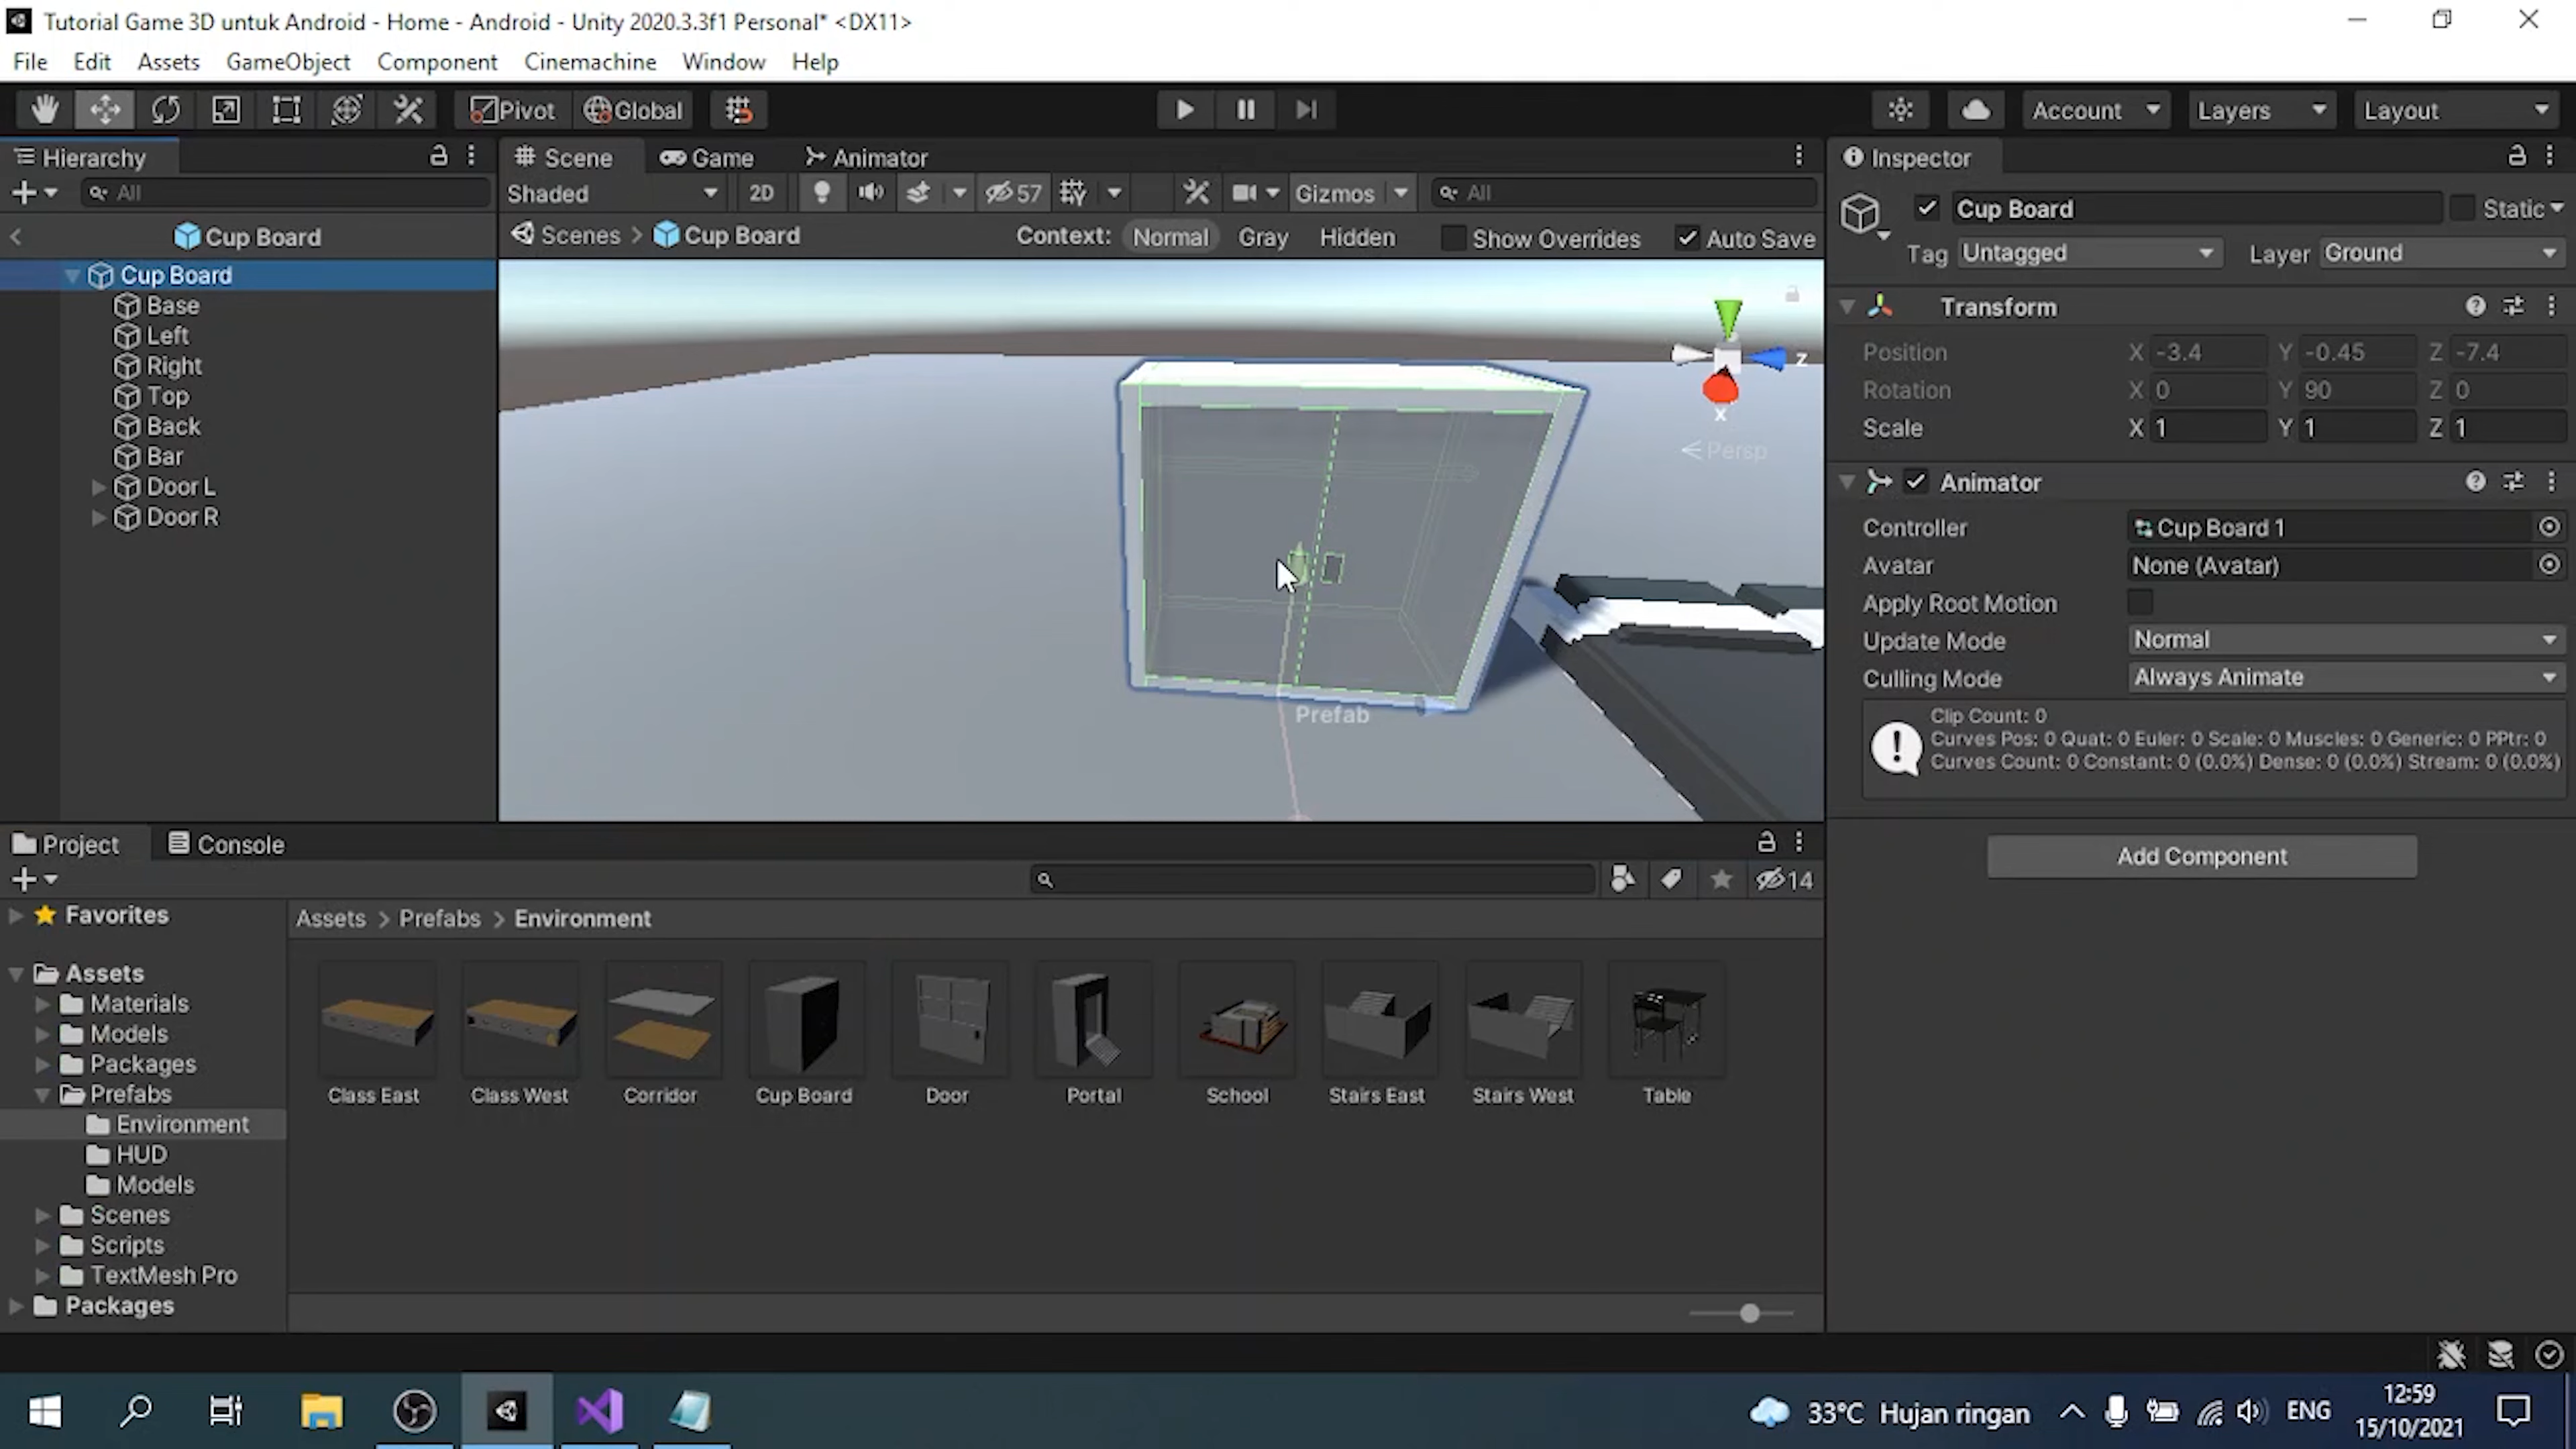 Tutorial Game 3D untuk Android - Home - Android - Unity 2020.3.3f1 Personal* <DX11>
File Edit Assets GameObject Component Cinemachine Window Help
Pivot Global Account Layers Layout
Hierarchy
All
Cup Board
Cup Board
Base
Left
Right
Top
Back
Bar
Door L
Door R
Scene Game Animator
Shaded 2D 57 Gizmos All
Scenes > Cup Board Context: Normal Gray Hidden Show Overrides Auto Save
z
x
Persp
Prefab
Inspector
Cup Board Static
Tag Untagged Layer Ground
Transform
Position X -3.4 Y -0.45 Z -7.4
Rotation X 0 Y 90 Z 0
Scale X 1 Y 1 Z 1
Animator
Controller Cup Board 1
Avatar None (Avatar)
Apply Root Motion
Update Mode Normal
Culling Mode Always Animate
Clip Count: 0
Curves Pos: 0 Quat: 0 Euler: 0 Scale: 0 Muscles: 0 Generic: 0 PPtr: 0
Curves Count: 0 Constant: 0 (0.0%) Dense: 0 (0.0%) Stream: 0 (0.0%)
Add Component
Project Console
14
Favorites
Assets
Materials
Models
Packages
Prefabs
Environment
HUD
Models
Scenes
Scripts
TextMesh Pro
Packages
Assets > Prefabs > Environment
Class East Class West Corridor Cup Board Door Portal School Stairs East Stairs West Table
33°C Hujan ringan ENG
12:59
15/10/2021